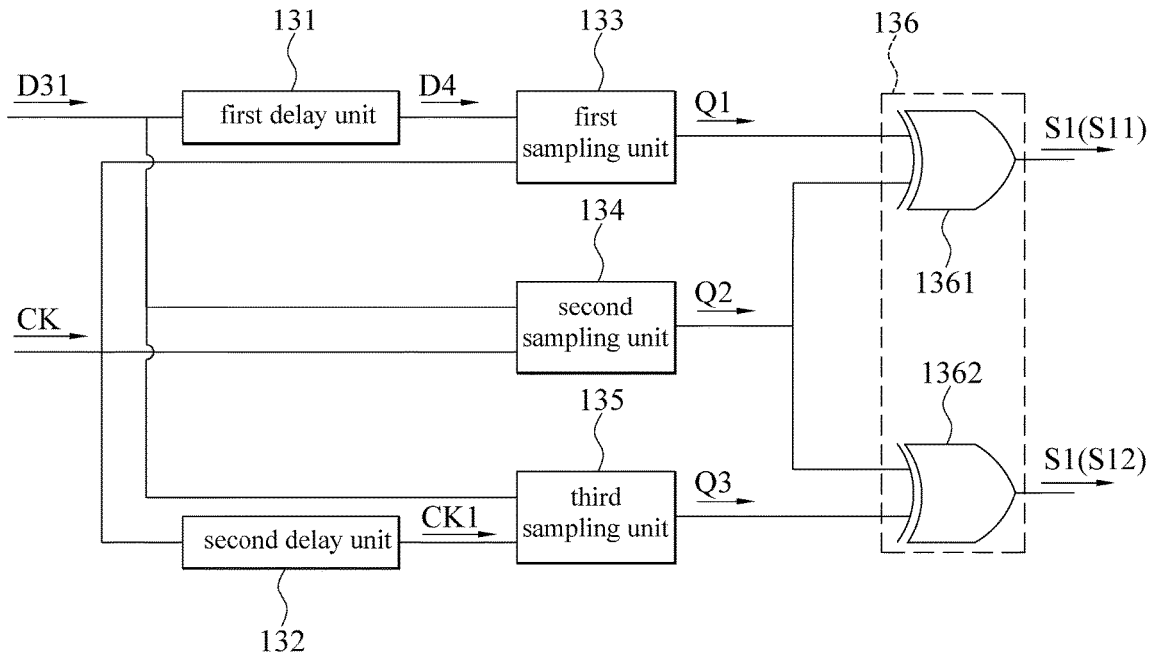 131
133
136
D31
first delay unit
D4
first
sampling unit
Q1
S1(S11)
1361
134
CK
second
sampling unit
Q2
1362
135
third
sampling unit
Q3
S1(S12)
second delay unit
CK1
132